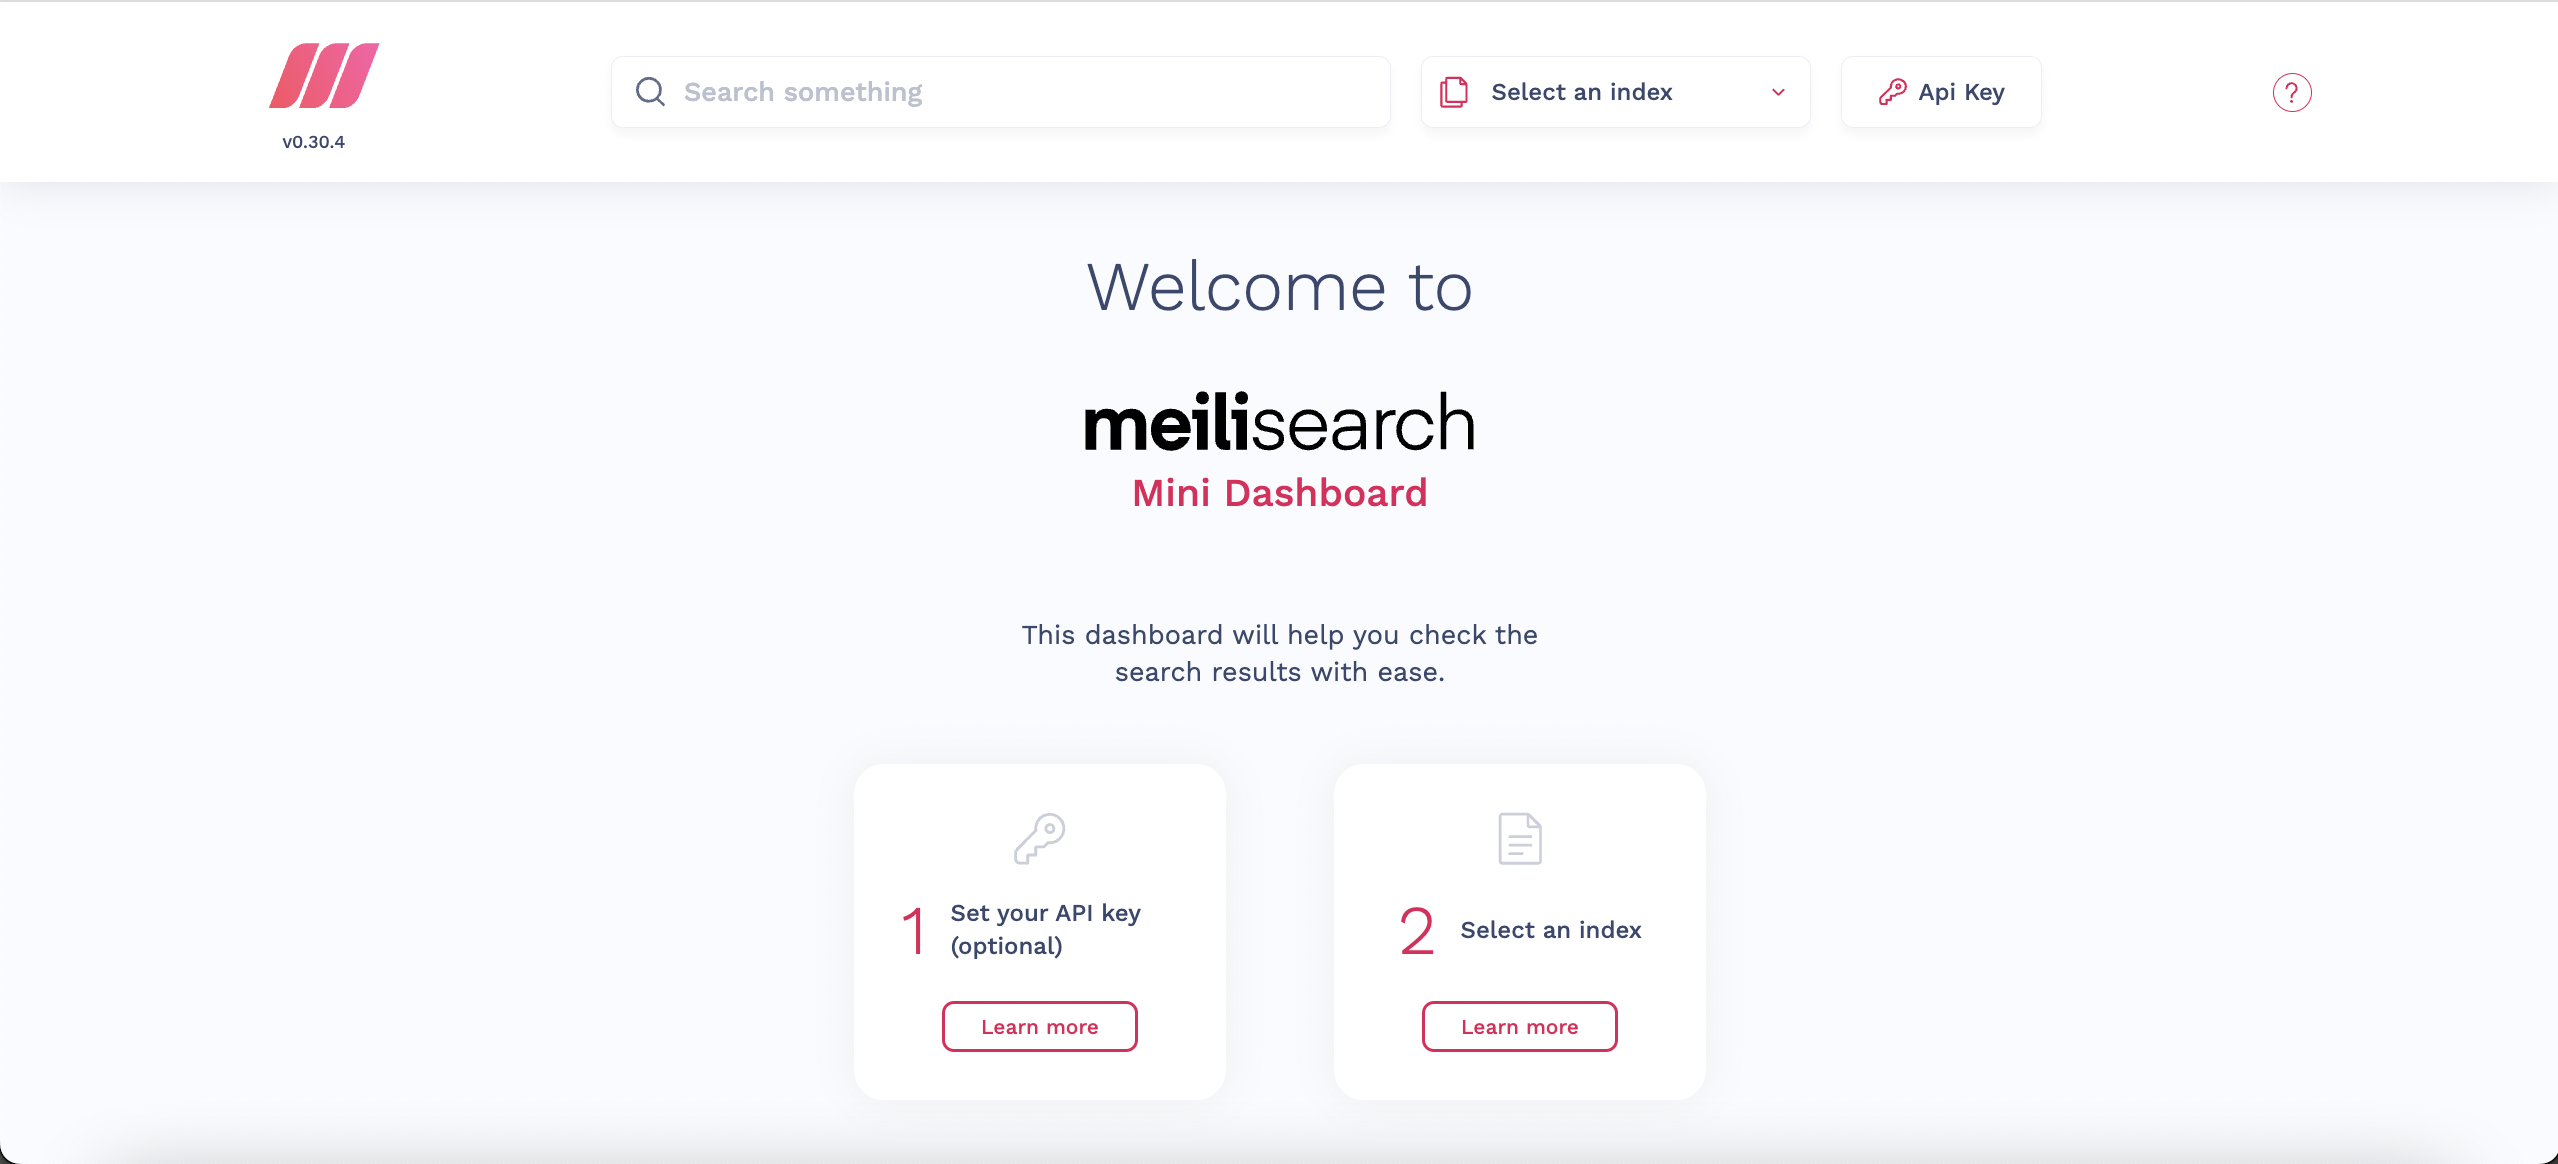 v0.30.4
Search something
Select an index
Api Key
?
Welcome to
meilisearch
Mini Dashboard
This dashboard will help you check the
search results with ease.
1
Set your API key
(optional)
Learn more
2
Select an index
Learn more